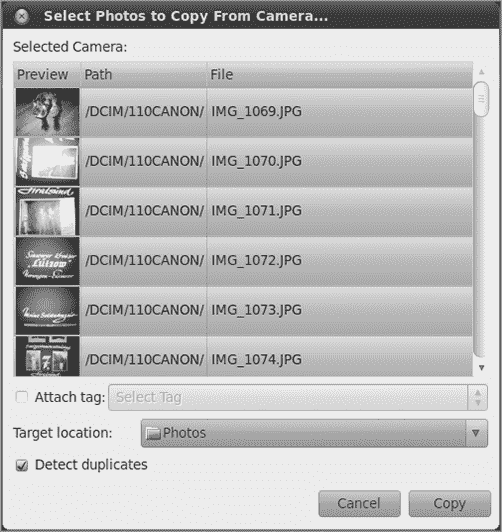 Select Photos to Copy From Camera...
Selected Camera:
Preview Path File
/DCIM/110CANON/ IMG_1069.JPG
/DCIM/110CANON/ IMG_1070.JPG
/DCIM/110CANON/ IMG_1071.JPG
Stralsund
/DCIM/110CANON/ IMG_1072.JPG
/DCIM/110CANON/ IMG_1073.JPG
/DCIM/110CANON/ IMG_1074.JPG
Attach tag: Select Tag
Target location: Photos
Detect duplicates
Cancel Copy